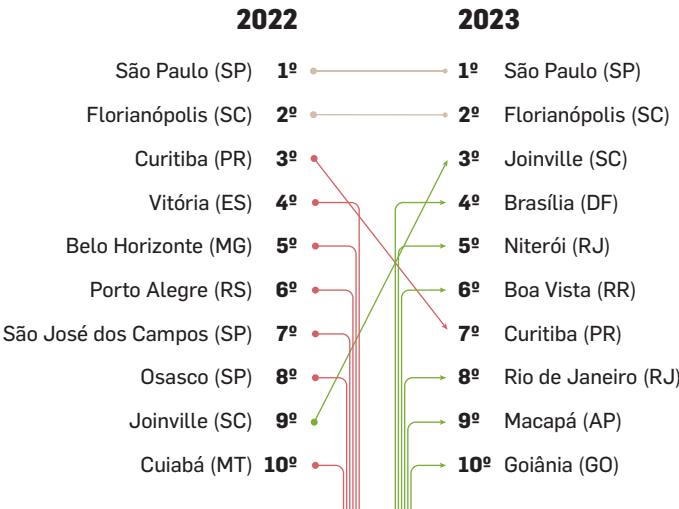 2022 2023
São Paulo (SP) 1º 1º São Paulo (SP)
Florianópolis (SC) 2º 2º Florianópolis (SC)
Curitiba (PR) 3º 3º Joinville (SC)
Vitória (ES) 4º 4º Brasília (DF)
Belo Horizonte (MG) 5º 5º Niterói (RJ)
Porto Alegre (RS) 6º 6º Boa Vista (RR)
São José dos Campos (SP) 7º 7º Curitiba (PR)
Osasco (SP) 8º 8º Rio de Janeiro (RJ)
Joinville (SC) 9º 9º Macapá (AP)
Cuiabá (MT) 10º 10º Goiânia (GO)